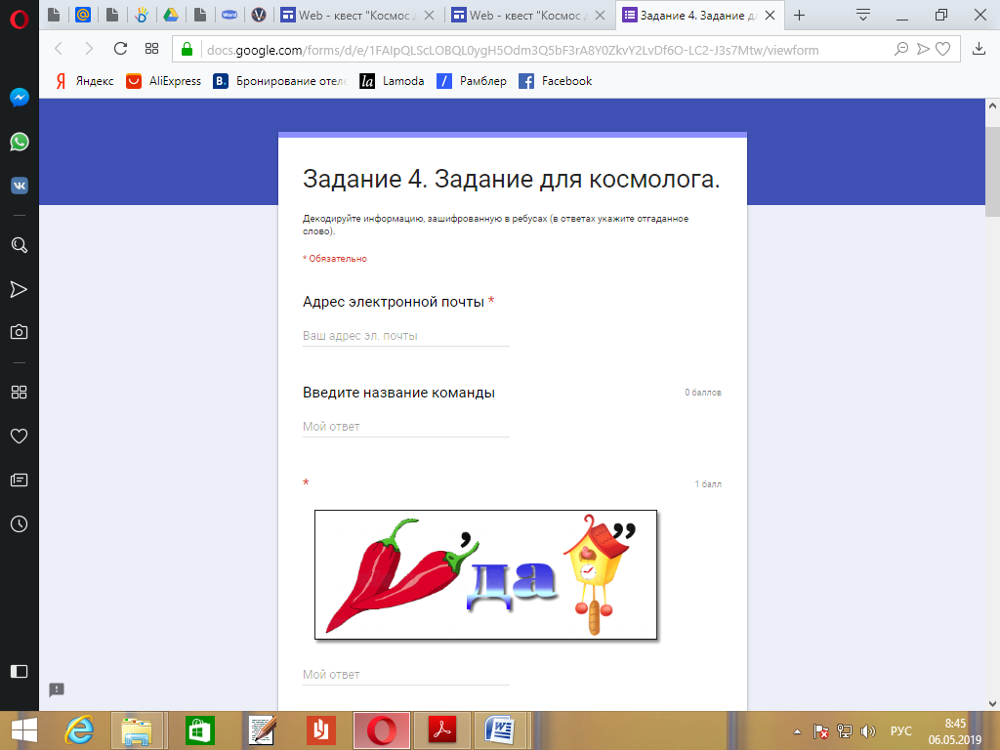 Web - квест "Космос д
Web - квест "Космос д
Задание 4. Задание дл
docs.google.com/forms/d/e/1FAIpQLScLOBQL0ygH5Odm3Q5bF3rA8Y0ZkvY2LvDf6O-LC2-J3s7Mtw/viewform
Яндекс
AliExpress
B.
Бронирование отеле
la
Lamoda
Рамблер
Facebook
Задание 4. Задание для космолога.
Декодируйте информацию, зашифрованную в ребусах (в ответах укажите отгаданное
слово).
* Обязательно
Адрес электронной почты *
Ваш адрес эл. почты
Введите название команды
0 баллов
Мой ответ
*
1 балл
, да ,,
Мой ответ
РУС
8:45
06.05.2019